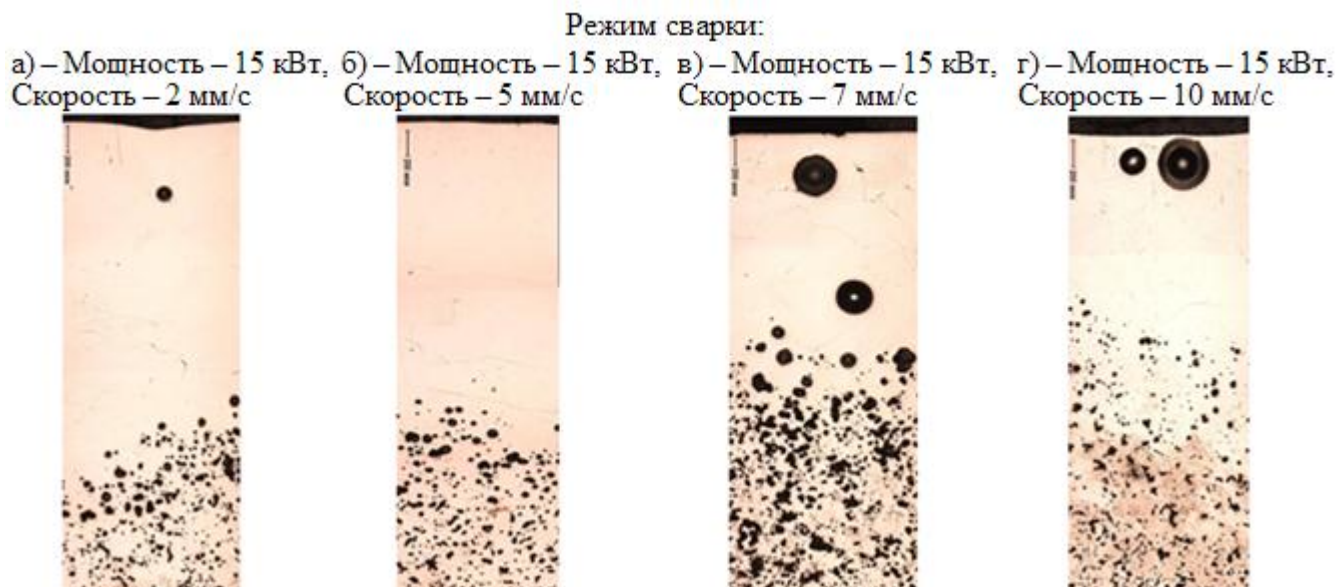 Режим сварки:
а) – Мощность – 15 кВт, б) – Мощность – 15 кВт, в) – Мощность – 15 кВт, г) – Мощность – 15 кВт,
Скорость – 2 мм/с Скорость – 5 мм/с Скорость – 7 мм/с Скорость – 10 мм/с